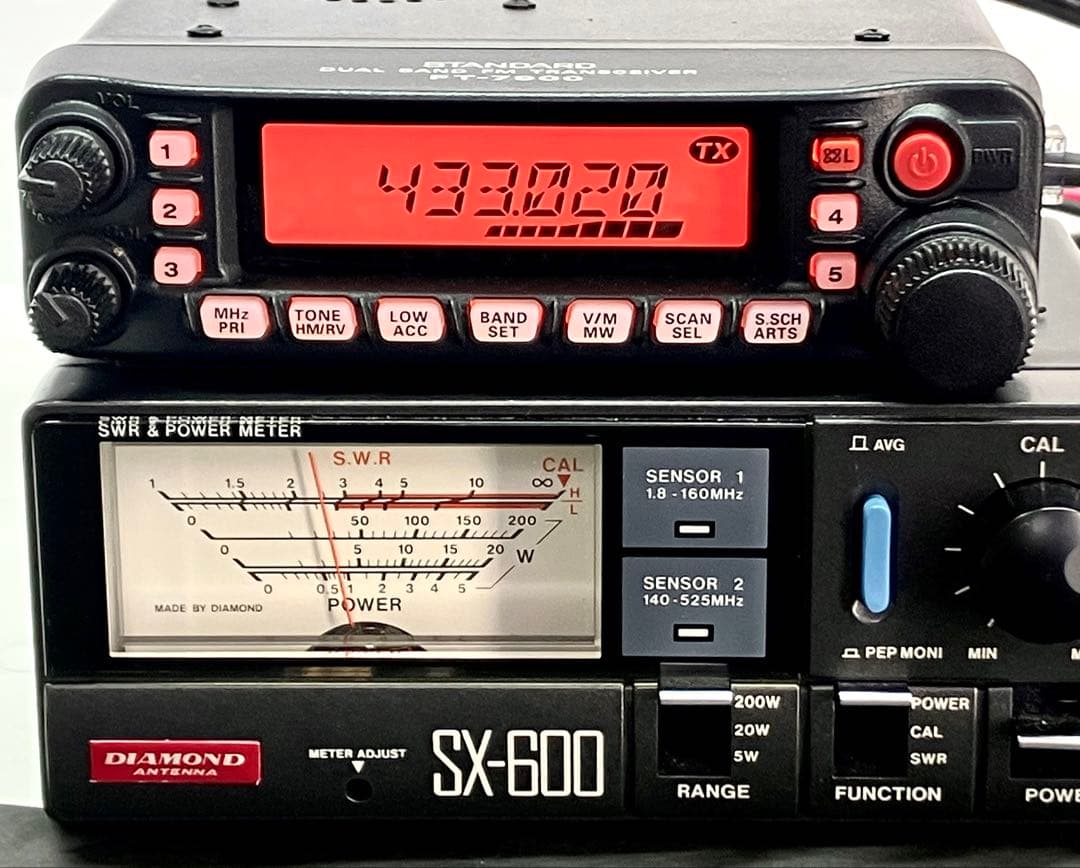 STANDARD
DUAL BAND FM TRANSCEIVER
FT-7900
VOL
1
2
3
TX
433.020
L
PWR
4
5
MHz
PRI
TONE
HM/RV
LOW
ACC
BAND
SET
V/M
MW
SCAN
SEL
S.SCH
ARTS
SWR & POWER METER
S.W.R
CAL
1 1.5 2 3 4 5 10 ∞
H
L
0 50 100 150 200
0 5 10 15 20
W
0 0.5 1 2 3 4 5
MADE BY DIAMOND
POWER
SENSOR 1
1.8 - 160MHz
SENSOR 2
140 - 525MHz
AVG
PEP MONI
CAL
MIN
M
DIAMOND
ANTENNA
METER ADJUST
SX-600
200W
20W
5W
RANGE
POWER
CAL
SWR
FUNCTION
POWE